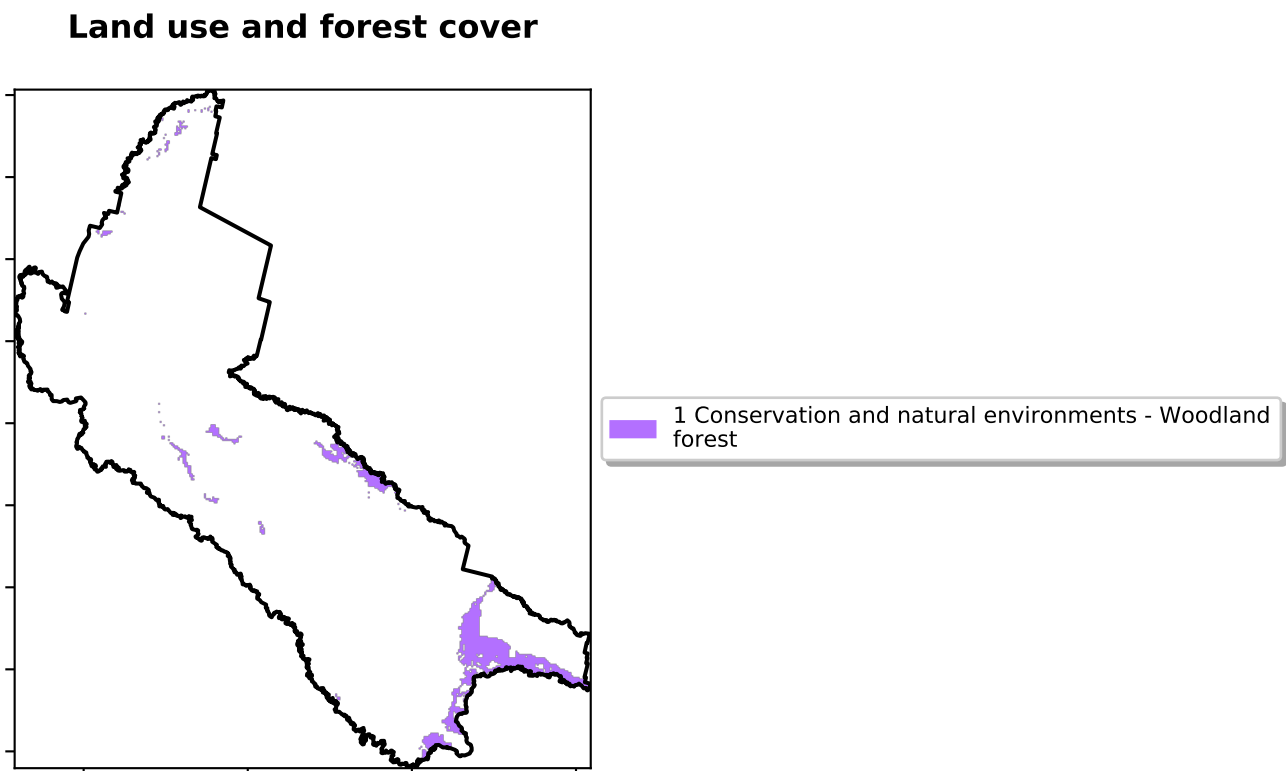 Land use and forest cover
1 Conservation and natural environments - Woodland
forest